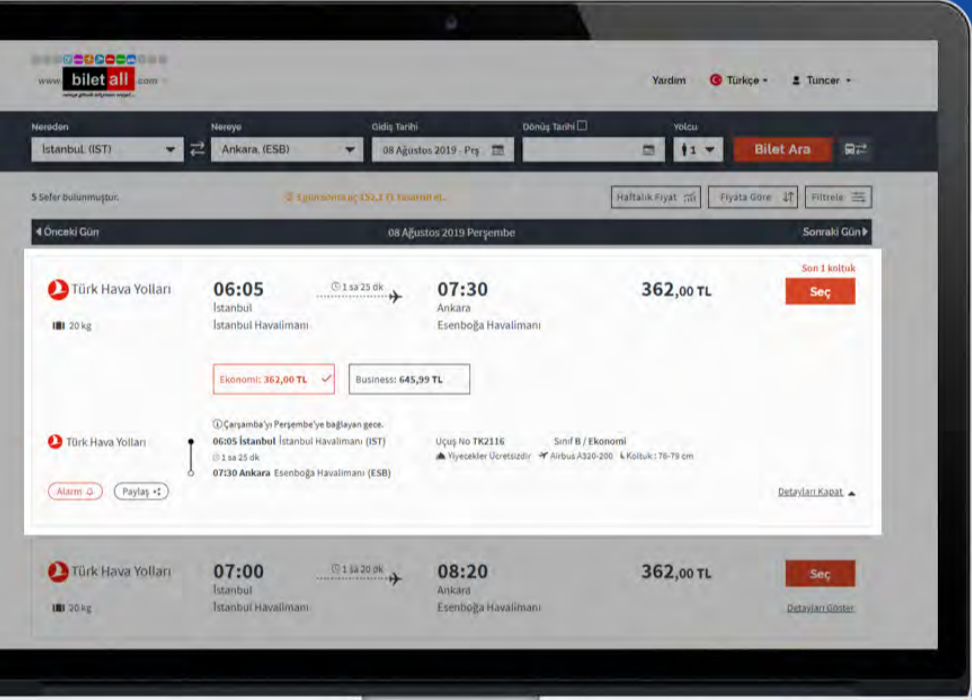 www. biletall .com
Yardım Türkçe Tuncer
Nereden Nereye Gidiş Tarihi Dönüş Tarihi Yolcu
İstanbul, (IST) Ankara, (ESB) 08 Ağustos 2019 - Prş 1 Bilet Ara
5 Sefer bulunmuştur. Haftalık Fiyat Fiyata Göre Filtrele
Önceki Gün 08 Ağustos 2019 Perşembe Sonraki Gün
Son 1 koltuk
Türk Hava Yolları 06:05 1 sa 25 dk 07:30 362,00 TL Seç
İstanbul Ankara
20 kg İstanbul Havalimanı Esenboğa Havalimanı
Ekonomi: 362,00 TL Business: 645,99 TL
Çarşamba'yı Perşembe'ye bağlayan gece.
Türk Hava Yolları 06:05 İstanbul İstanbul Havalimanı (IST) Uçuş No TK2116 Sınıf B / Ekonomi
1 sa 25 dk Yiyecekler Ücretsizdir Airbus A320-200 Koltuk : 76-79 cm
07:30 Ankara Esenboğa Havalimanı (ESB)
Alarm Paylaş Detayları Kapat
Türk Hava Yolları 07:00 1 sa 20 dk 08:20 362,00 TL Seç
İstanbul Ankara
20 kg İstanbul Havalimanı Esenboğa Havalimanı Detayları Göster